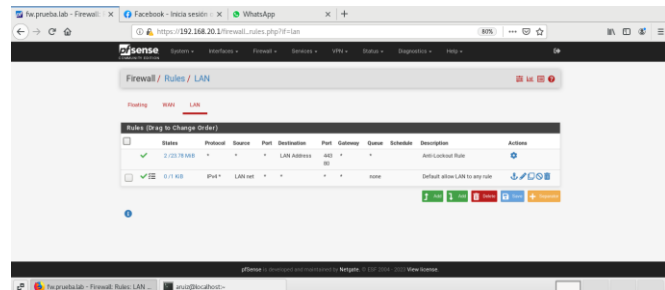 fw.prueba.lab - Firewall: 
Facebook - Inicia sesión
WhatsApp
https://192.168.20.1/firewall_rules.php?if=lan
80%
pfsense
COMMUNITY EDITION
System
Interfaces
Firewall
Services
VPN
Status
Diagnostics
Help
Firewall / Rules / LAN
Floating
WAN
LAN
Rules (Drag to Change Order)
States Protocol Source Port Destination Port Gateway Queue Schedule Description Actions
* * * LAN Address 443 * * Anti-Lockout Rule
80
IPv4 * LAN net * * * * none Default allow LAN to any rule
Add Add Delete Save Separator
pfSense is developed and maintained by Netgate. © ESF 2004 - 2023 View license.
fw.prueba.lab - Firewall: Rules: LAN ...
aruiz@localhost:~